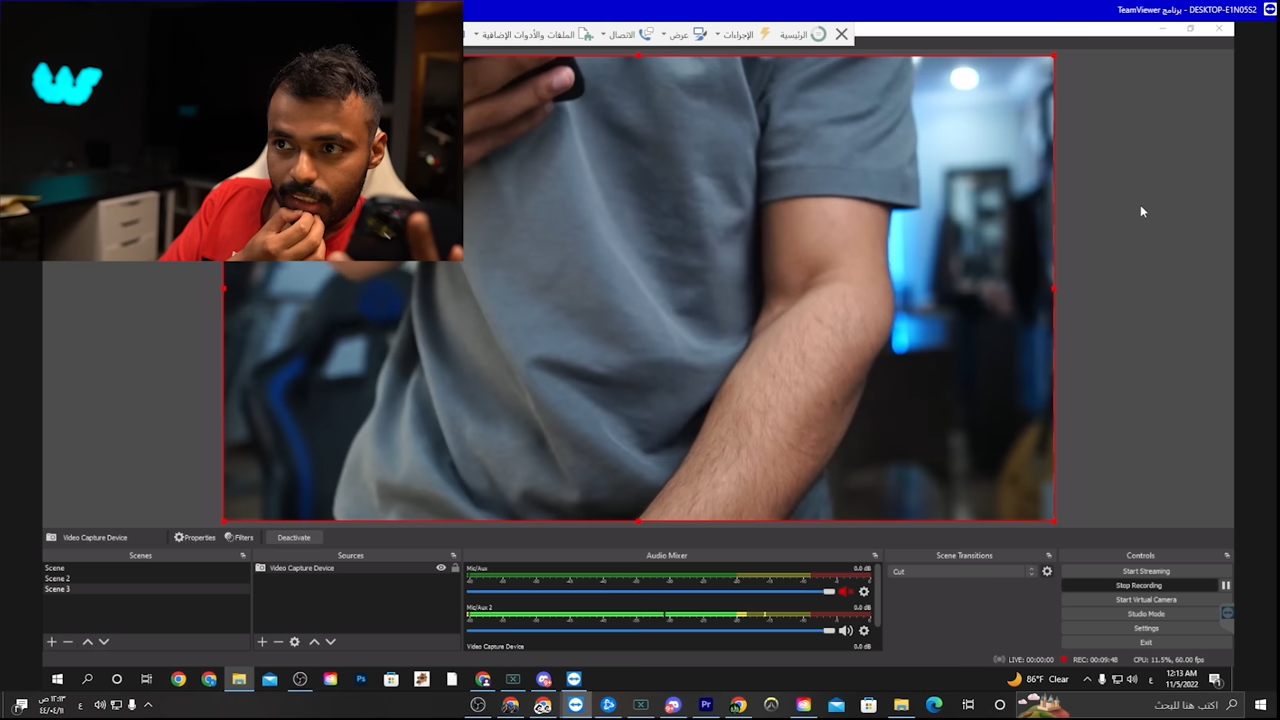 DESKTOP-E1N05S2 - برنامج TeamViewer
الرئيسية
الإجراءات
عرض
الاتصال
الملفات والأدوات الإضافية
W
Video Capture Device
Properties
Filters
Deactivate
Scenes
Sources
Audio Mixer
Scene Transitions
Controls
Scene
Scene 2
Scene 3
Video Capture Device
Mic/Aux
0.0 dB
Mic/Aux 2
0.0 dB
Video Capture Device
Cut
Start Streaming
Stop Recording
Start Virtual Camera
Studio Mode
Settings
Exit
LIVE: 00:00:00
REC: 00:09:48
CPU: 11.5%, 60.00 fps
86°F Clear
ع
12:13 AM
11/5/2022
ع
اكتب هنا للبحث